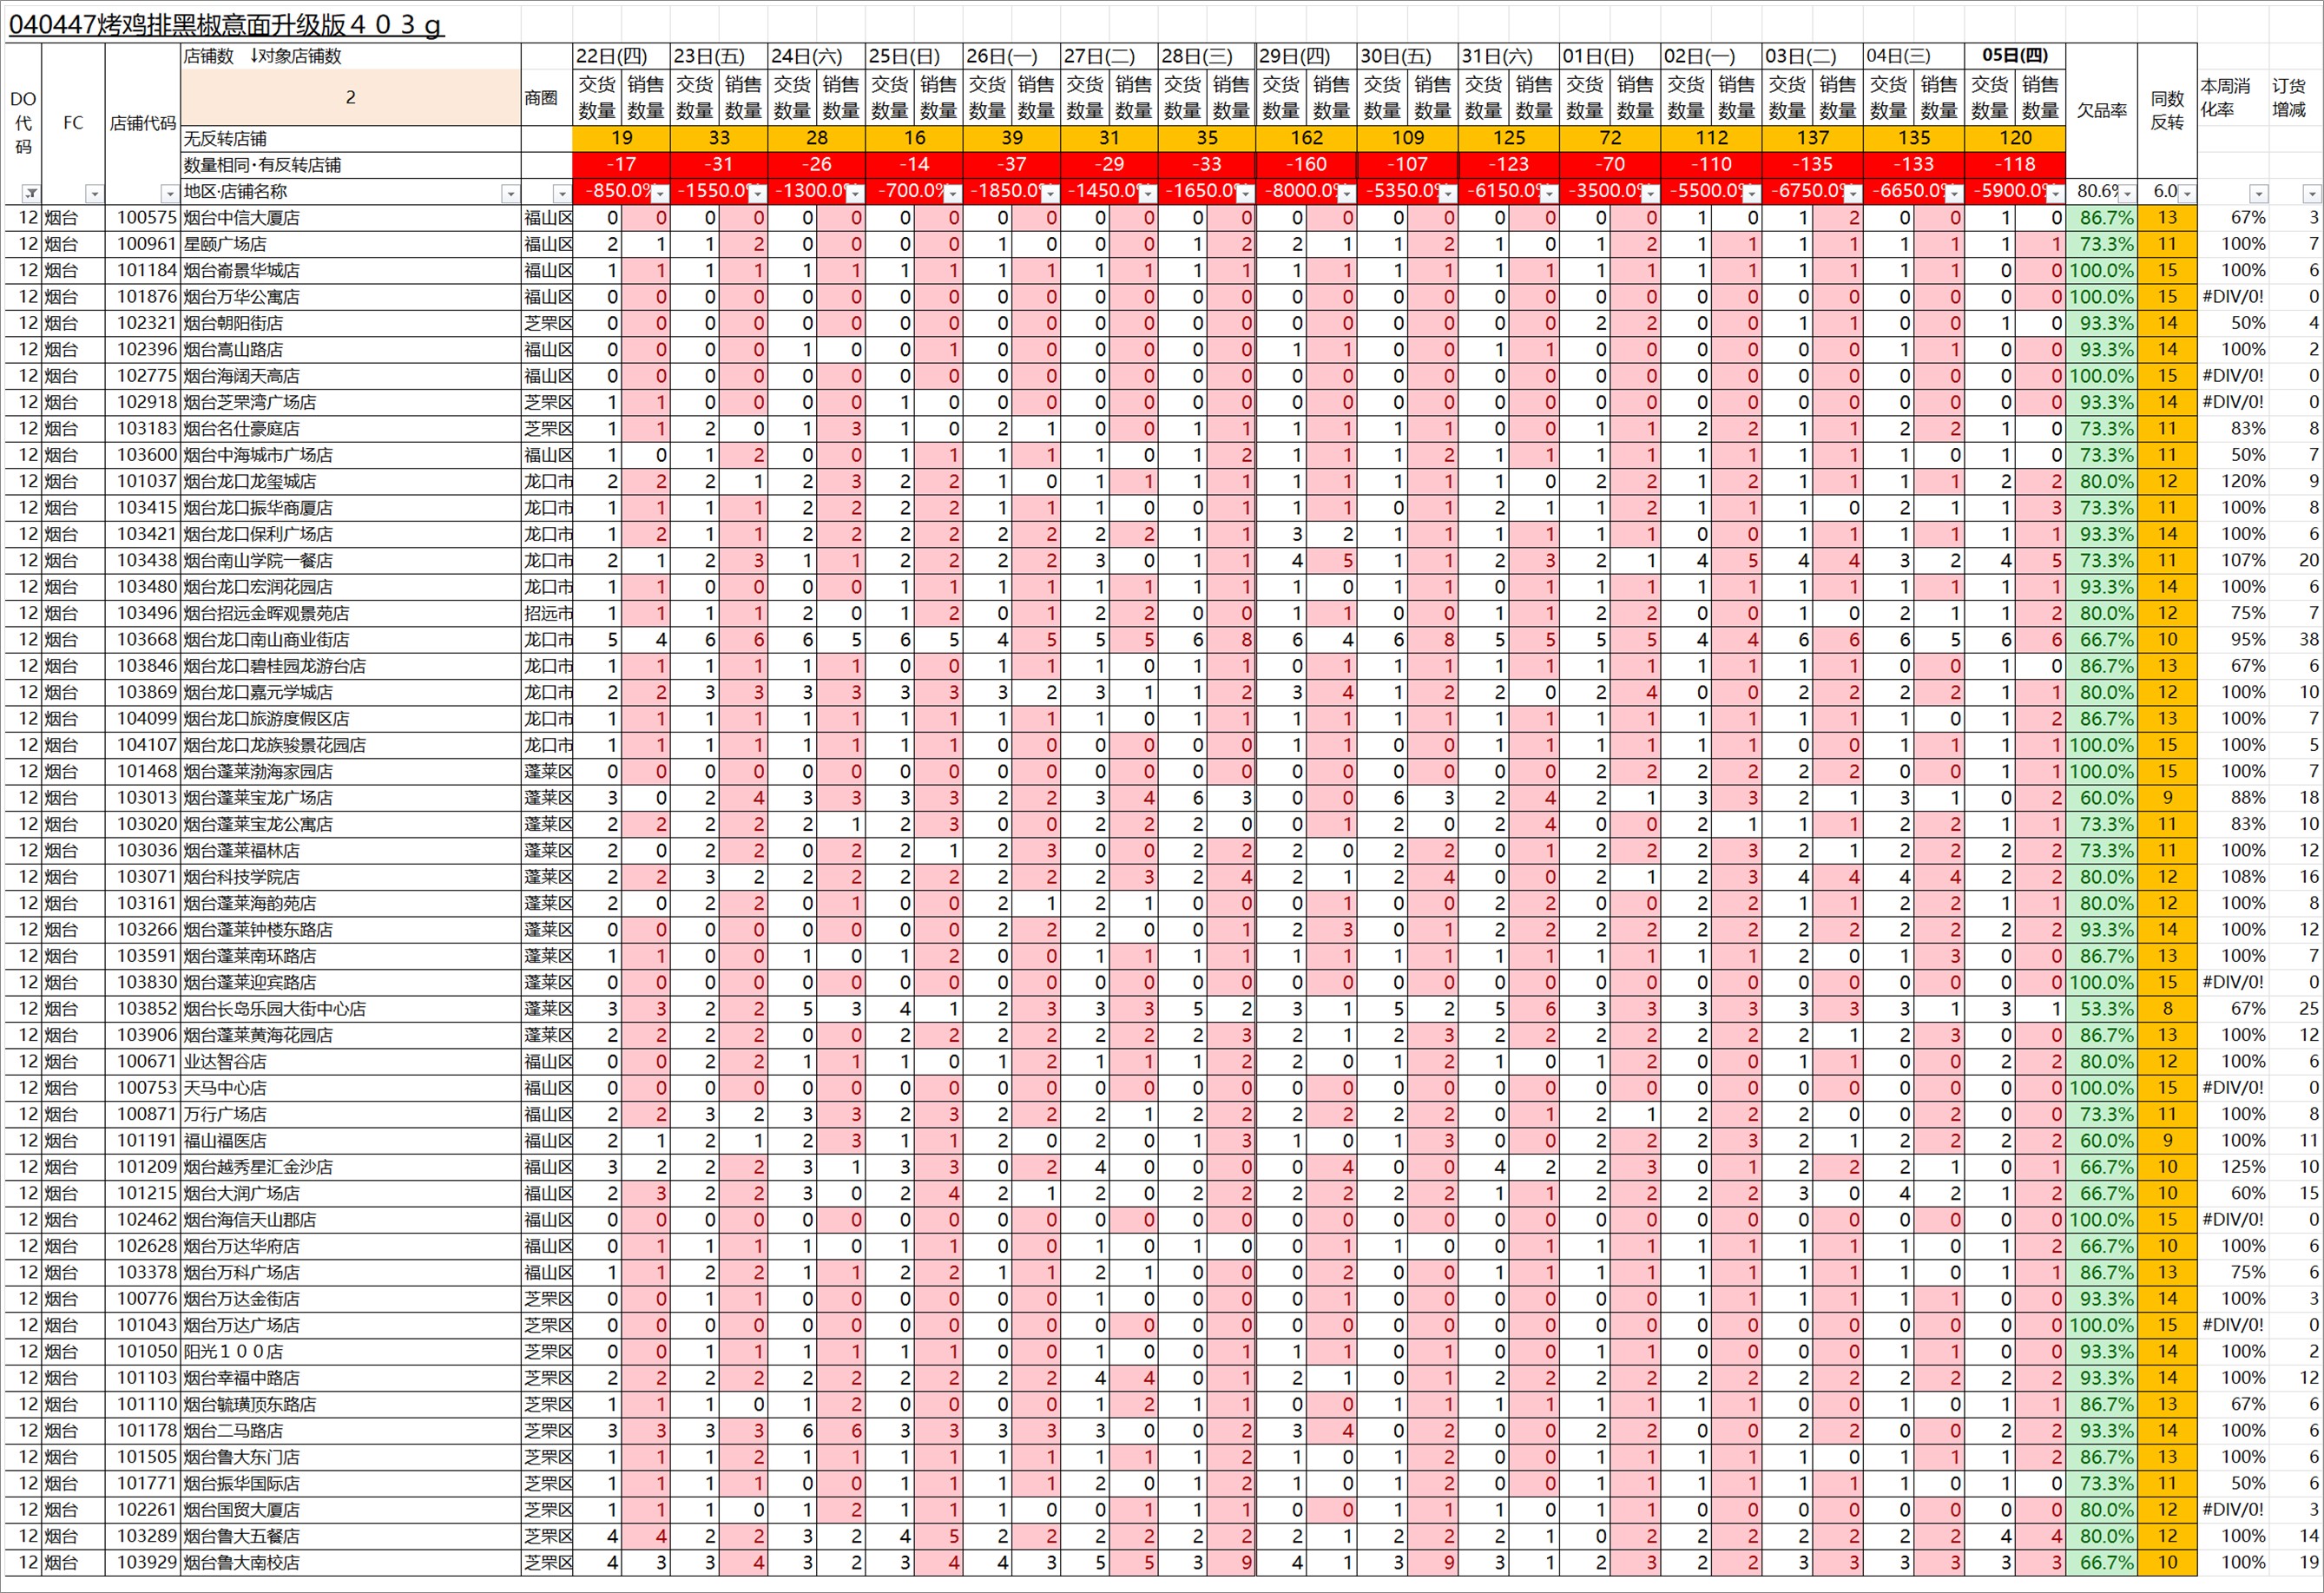 040447烤鸡排黑椒意面升级版４０３ｇ
DO代码 FC 店铺代码 店铺数 ↓对象店铺数 商圈 22日(四) 23日(五) 24日(六) 25日(日) 26日(一) 27日(二) 28日(三) 29日(四) 30日(五) 31日(六) 01日(日) 02日(一) 03日(二) 04日(三) 05日(四) 欠品率 同数反转 本周消化率 订货增减
2 交货数量 销售数量 交货数量 销售数量 交货数量 销售数量 交货数量 销售数量 交货数量 销售数量 交货数量 销售数量 交货数量 销售数量 交货数量 销售数量 交货数量 销售数量 交货数量 销售数量 交货数量 销售数量 交货数量 销售数量 交货数量 销售数量 交货数量 销售数量 交货数量 销售数量
无反转店铺 19 33 28 16 39 31 35 162 109 125 72 112 137 135 120
数量相同·有反转店铺 -17 -31 -26 -14 -37 -29 -33 -160 -107 -123 -70 -110 -135 -133 -118
地区·店铺名称 -850.0% -1550.0% -1300.0% -700.0% -1850.0% -1450.0% -1650.0% -8000.0% -5350.0% -6150.0% -3500.0% -5500.0% -6750.0% -6650.0% -5900.0% 80.6% 6.0
12 烟台 100575 烟台中信大厦店 福山区 0 0 0 0 0 0 0 0 0 0 0 0 0 0 0 0 0 0 0 0 0 0 1 0 1 2 0 0 1 0 86.7% 13 67% 3
12 烟台 100961 星颐广场店 福山区 2 1 1 2 0 0 0 0 1 0 0 0 1 2 2 1 1 2 1 0 1 2 1 1 1 1 1 1 1 1 73.3% 11 100% 7
12 烟台 101184 烟台嵛景华城店 福山区 1 1 1 1 1 1 1 1 1 1 1 1 1 1 1 1 1 1 1 1 1 1 1 1 1 1 1 1 0 0 100.0% 15 100% 6
12 烟台 101876 烟台万华公寓店 福山区 0 0 0 0 0 0 0 0 0 0 0 0 0 0 0 0 0 0 0 0 0 0 0 0 0 0 0 0 0 0 100.0% 15 #DIV/0! 0
12 烟台 102321 烟台朝阳街店 芝罘区 0 0 0 0 0 0 0 0 0 0 0 0 0 0 0 0 0 0 0 0 2 2 0 0 1 1 0 0 1 0 93.3% 14 50% 4
12 烟台 102396 烟台嵩山路店 福山区 0 0 0 0 1 0 0 1 0 0 0 0 0 0 1 1 0 0 1 1 0 0 0 0 0 0 1 1 0 0 93.3% 14 100% 2
12 烟台 102775 烟台海阔天高店 福山区 0 0 0 0 0 0 0 0 0 0 0 0 0 0 0 0 0 0 0 0 0 0 0 0 0 0 0 0 0 0 100.0% 15 #DIV/0! 0
12 烟台 102918 烟台芝罘湾广场店 芝罘区 1 1 0 0 0 0 1 0 0 0 0 0 0 0 0 0 0 0 0 0 0 0 0 0 0 0 0 0 0 0 93.3% 14 #DIV/0! 0
12 烟台 103183 烟台名仕豪庭店 芝罘区 1 1 2 0 1 3 1 0 2 1 0 0 1 1 1 1 1 1 0 0 1 1 2 2 1 1 2 2 1 0 73.3% 11 83% 8
12 烟台 103600 烟台中海城市广场店 福山区 1 0 1 2 0 0 1 1 1 1 1 0 1 2 1 1 1 2 1 1 1 1 1 1 1 1 1 0 1 0 73.3% 11 50% 7
12 烟台 101037 烟台龙口龙玺城店 龙口市 2 2 2 1 2 3 2 2 1 0 1 1 1 1 1 1 1 1 1 0 2 2 1 2 1 1 1 1 2 2 80.0% 12 120% 9
12 烟台 103415 烟台龙口振华商厦店 龙口市 1 1 1 1 2 2 2 2 1 1 1 0 0 1 1 1 0 1 2 1 1 2 1 1 1 0 2 1 1 3 73.3% 11 100% 8
12 烟台 103421 烟台龙口保利广场店 龙口市 1 2 1 1 2 2 2 2 2 2 2 2 1 1 3 2 1 1 1 1 1 1 0 0 1 1 1 1 1 1 93.3% 14 100% 6
12 烟台 103438 烟台南山学院一餐店 龙口市 2 1 2 3 1 1 2 2 2 2 3 0 1 1 4 5 1 1 2 3 2 1 4 5 4 4 3 2 4 5 73.3% 11 107% 20
12 烟台 103480 烟台龙口宏润花园店 龙口市 1 1 0 0 0 0 1 1 1 1 1 1 1 1 1 0 1 1 0 1 1 1 1 1 1 1 1 1 1 1 93.3% 14 100% 6
12 烟台 103496 烟台招远金晖观景苑店 招远市 1 1 1 1 2 0 1 2 0 1 2 2 0 0 1 1 0 0 1 1 2 2 0 0 1 0 2 1 1 2 80.0% 12 75% 7
12 烟台 103668 烟台龙口南山商业街店 龙口市 5 4 6 6 6 5 6 5 4 5 5 5 6 8 6 4 6 8 5 5 5 5 4 4 6 6 6 5 6 6 66.7% 10 95% 38
12 烟台 103846 烟台龙口碧桂园龙游台店 龙口市 1 1 1 1 1 1 0 0 1 1 1 0 1 1 0 1 1 1 1 1 1 1 1 1 1 1 0 0 1 0 86.7% 13 67% 6
12 烟台 103869 烟台龙口嘉元学城店 龙口市 2 2 3 3 3 3 3 3 3 2 3 1 1 2 3 4 1 2 2 0 2 4 0 0 2 2 2 2 1 1 80.0% 12 100% 10
12 烟台 104099 烟台龙口旅游度假区店 龙口市 1 1 1 1 1 1 1 1 1 1 1 0 1 1 1 1 1 1 1 1 1 1 1 1 1 1 1 0 1 2 86.7% 13 100% 7
12 烟台 104107 烟台龙口龙族骏景花园店 龙口市 1 1 1 1 1 1 1 1 0 0 0 0 0 0 1 1 0 0 1 1 1 1 1 1 0 0 1 1 1 1 100.0% 15 100% 5
12 烟台 101468 烟台蓬莱渤海家园店 蓬莱区 0 0 0 0 0 0 0 0 0 0 0 0 0 0 0 0 0 0 0 0 2 2 2 2 2 2 0 0 1 1 100.0% 15 100% 7
12 烟台 103013 烟台蓬莱宝龙广场店 蓬莱区 3 0 2 4 3 3 3 3 2 2 3 4 6 3 0 0 6 3 2 4 2 1 3 3 2 1 3 1 0 2 60.0% 9 88% 18
12 烟台 103020 烟台蓬莱宝龙公寓店 蓬莱区 2 2 2 2 2 1 2 3 0 0 2 2 2 0 0 1 2 0 2 4 0 0 2 1 1 1 2 2 1 1 73.3% 11 83% 10
12 烟台 103036 烟台蓬莱福林店 蓬莱区 2 0 2 2 0 2 2 1 2 3 0 0 2 2 2 0 2 2 0 1 2 2 2 3 2 1 2 2 2 2 73.3% 11 100% 12
12 烟台 103071 烟台科技学院店 蓬莱区 2 2 3 2 2 2 2 2 2 2 2 3 2 4 2 1 2 4 0 0 2 1 2 3 4 4 4 4 2 2 80.0% 12 108% 16
12 烟台 103161 烟台蓬莱海韵苑店 蓬莱区 2 0 2 2 0 1 0 0 2 1 2 1 0 0 0 1 0 0 2 2 0 0 2 2 1 1 2 2 1 1 80.0% 12 100% 8
12 烟台 103266 烟台蓬莱钟楼东路店 蓬莱区 0 0 0 0 0 0 0 0 2 2 2 0 0 1 2 3 0 1 2 2 2 2 2 2 2 2 2 2 2 2 93.3% 14 100% 12
12 烟台 103591 烟台蓬莱南环路店 蓬莱区 1 1 0 0 1 0 1 2 0 0 1 1 1 1 1 1 1 1 1 1 1 1 1 1 2 0 1 3 0 0 86.7% 13 100% 7
12 烟台 103830 烟台蓬莱迎宾路店 蓬莱区 0 0 0 0 0 0 0 0 0 0 0 0 0 0 0 0 0 0 0 0 0 0 0 0 0 0 0 0 0 0 100.0% 15 #DIV/0! 0
12 烟台 103852 烟台长岛乐园大街中心店 蓬莱区 3 3 2 2 5 3 4 1 2 3 3 3 5 2 3 1 5 2 5 6 3 3 3 3 3 3 3 1 3 1 53.3% 8 67% 25
12 烟台 103906 烟台蓬莱黄海花园店 蓬莱区 2 2 2 2 0 0 2 2 2 2 2 2 2 3 2 1 2 3 2 2 2 2 2 2 2 1 2 3 0 0 86.7% 13 100% 12
12 烟台 100671 业达智谷店 福山区 0 0 2 2 1 1 1 0 1 2 1 1 1 2 2 0 1 2 1 0 1 2 0 0 1 1 0 0 2 2 80.0% 12 100% 6
12 烟台 100753 天马中心店 福山区 0 0 0 0 0 0 0 0 0 0 0 0 0 0 0 0 0 0 0 0 0 0 0 0 0 0 0 0 0 0 100.0% 15 #DIV/0! 0
12 烟台 100871 万行广场店 福山区 2 2 3 2 3 3 2 3 2 2 2 1 2 2 2 2 2 2 0 1 2 1 2 2 2 0 0 2 0 0 73.3% 11 100% 8
12 烟台 101191 福山福医店 福山区 2 1 2 1 2 3 1 1 2 0 2 0 1 3 1 0 1 3 0 0 2 2 2 3 2 1 2 2 2 2 60.0% 9 100% 11
12 烟台 101209 烟台越秀星汇金沙店 福山区 3 2 2 2 3 1 3 3 0 2 4 0 0 0 0 4 0 0 4 2 2 3 0 1 2 2 2 1 0 1 66.7% 10 125% 10
12 烟台 101215 烟台大润广场店 福山区 2 3 2 2 3 0 2 4 2 1 2 0 2 2 2 2 2 2 1 1 2 2 2 2 3 0 4 2 1 2 66.7% 10 60% 15
12 烟台 102462 烟台海信天山郡店 福山区 0 0 0 0 0 0 0 0 0 0 0 0 0 0 0 0 0 0 0 0 0 0 0 0 0 0 0 0 0 0 100.0% 15 #DIV/0! 0
12 烟台 102628 烟台万达华府店 福山区 0 1 1 1 1 0 1 1 0 0 1 0 1 0 0 1 1 0 0 1 1 1 1 1 1 1 1 0 1 2 66.7% 10 100% 6
12 烟台 103378 烟台万科广场店 福山区 1 1 2 2 1 1 2 2 1 1 2 1 0 0 0 2 0 0 1 1 1 1 1 1 1 1 1 0 1 1 86.7% 13 75% 6
12 烟台 100776 烟台万达金街店 芝罘区 0 0 1 1 0 0 0 0 0 0 1 0 0 0 0 1 0 0 0 0 0 0 1 1 1 1 1 1 0 0 93.3% 14 100% 3
12 烟台 101043 烟台万达广场店 芝罘区 0 0 0 0 0 0 0 0 0 0 0 0 0 0 0 0 0 0 0 0 0 0 0 0 0 0 0 0 0 0 100.0% 15 #DIV/0! 0
12 烟台 101050 阳光１００店 芝罘区 0 0 1 1 1 1 1 1 0 0 1 0 0 1 1 1 0 1 0 0 1 1 0 0 0 0 1 1 0 0 93.3% 14 100% 2
12 烟台 101103 烟台幸福中路店 芝罘区 2 2 2 2 2 2 2 2 2 2 4 4 0 1 2 1 0 1 2 2 2 2 2 2 2 2 2 2 2 2 93.3% 14 100% 12
12 烟台 101110 烟台毓璜顶东路店 芝罘区 1 1 1 0 1 2 0 0 0 0 1 2 1 1 0 0 1 1 1 1 1 1 1 1 0 0 1 0 1 1 86.7% 13 67% 6
12 烟台 101178 烟台二马路店 芝罘区 3 3 3 3 6 6 3 3 3 3 3 0 0 2 3 4 0 2 0 0 2 2 0 0 2 2 0 0 2 2 93.3% 14 100% 6
12 烟台 101505 烟台鲁大东门店 芝罘区 1 1 1 2 1 1 1 1 1 1 1 1 1 2 1 0 1 2 0 0 1 1 1 1 1 0 1 1 1 2 86.7% 13 100% 6
12 烟台 101771 烟台振华国际店 芝罘区 1 1 1 1 0 0 1 1 1 1 2 0 1 2 1 0 1 2 0 0 1 1 1 1 1 1 1 0 1 0 73.3% 11 50% 6
12 烟台 102261 烟台国贸大厦店 芝罘区 1 1 1 0 1 2 1 1 1 0 0 1 1 1 0 0 1 1 1 0 1 1 0 0 0 0 0 0 0 0 80.0% 12 #DIV/0! 3
12 烟台 103289 烟台鲁大五餐店 芝罘区 4 4 2 2 3 2 4 5 2 2 2 2 2 2 2 1 2 2 2 1 0 2 2 2 2 2 2 2 4 4 80.0% 12 100% 14
12 烟台 103929 烟台鲁大南校店 芝罘区 4 3 3 4 3 2 3 4 4 3 5 5 3 9 4 1 3 9 3 1 2 3 2 2 3 3 3 3 3 3 66.7% 10 100% 19